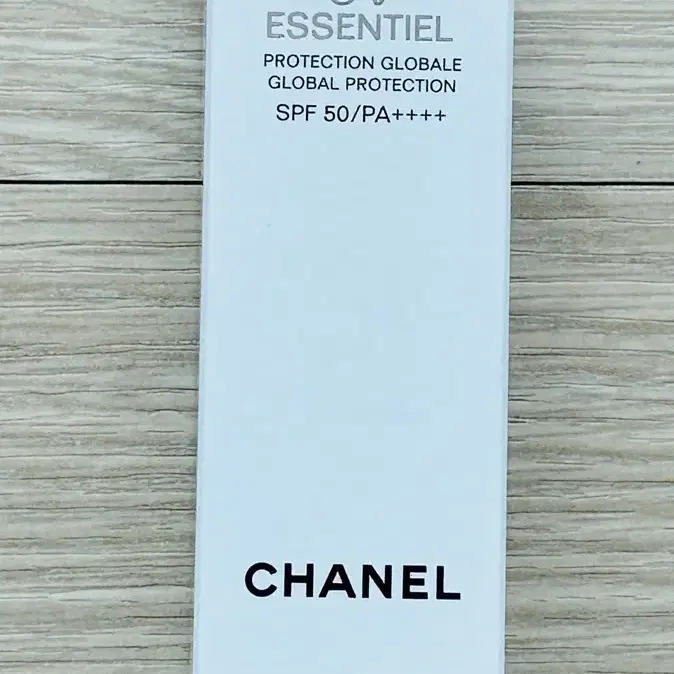 ESSENTIEL
PROTECTION GLOBALE
GLOBAL PROTECTION
SPF 50/PA++++
CHANEL